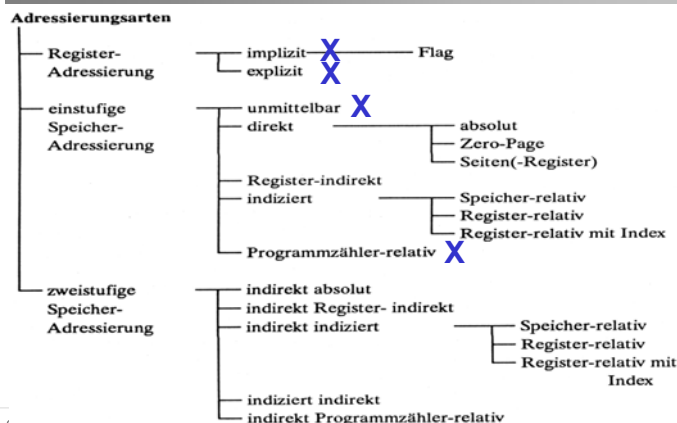 Adressierungsarten
Register- implizit X Flag
Adressierung explizit X
einstufige unmittelbar X
Speicher- direkt absolut
Adressierung Zero-Page
Seiten(-Register)
Register-indirekt
indiziert Speicher-relativ
Register-relativ
Register-relativ mit Index
Programmzähler-relativ X
zweistufige indirekt absolut
Speicher- indirekt Register- indirekt
Adressierung indirekt indiziert Speicher-relativ
Register-relativ
Register-relativ mit
Index
indiziert indirekt
indirekt Programmzähler-relativ